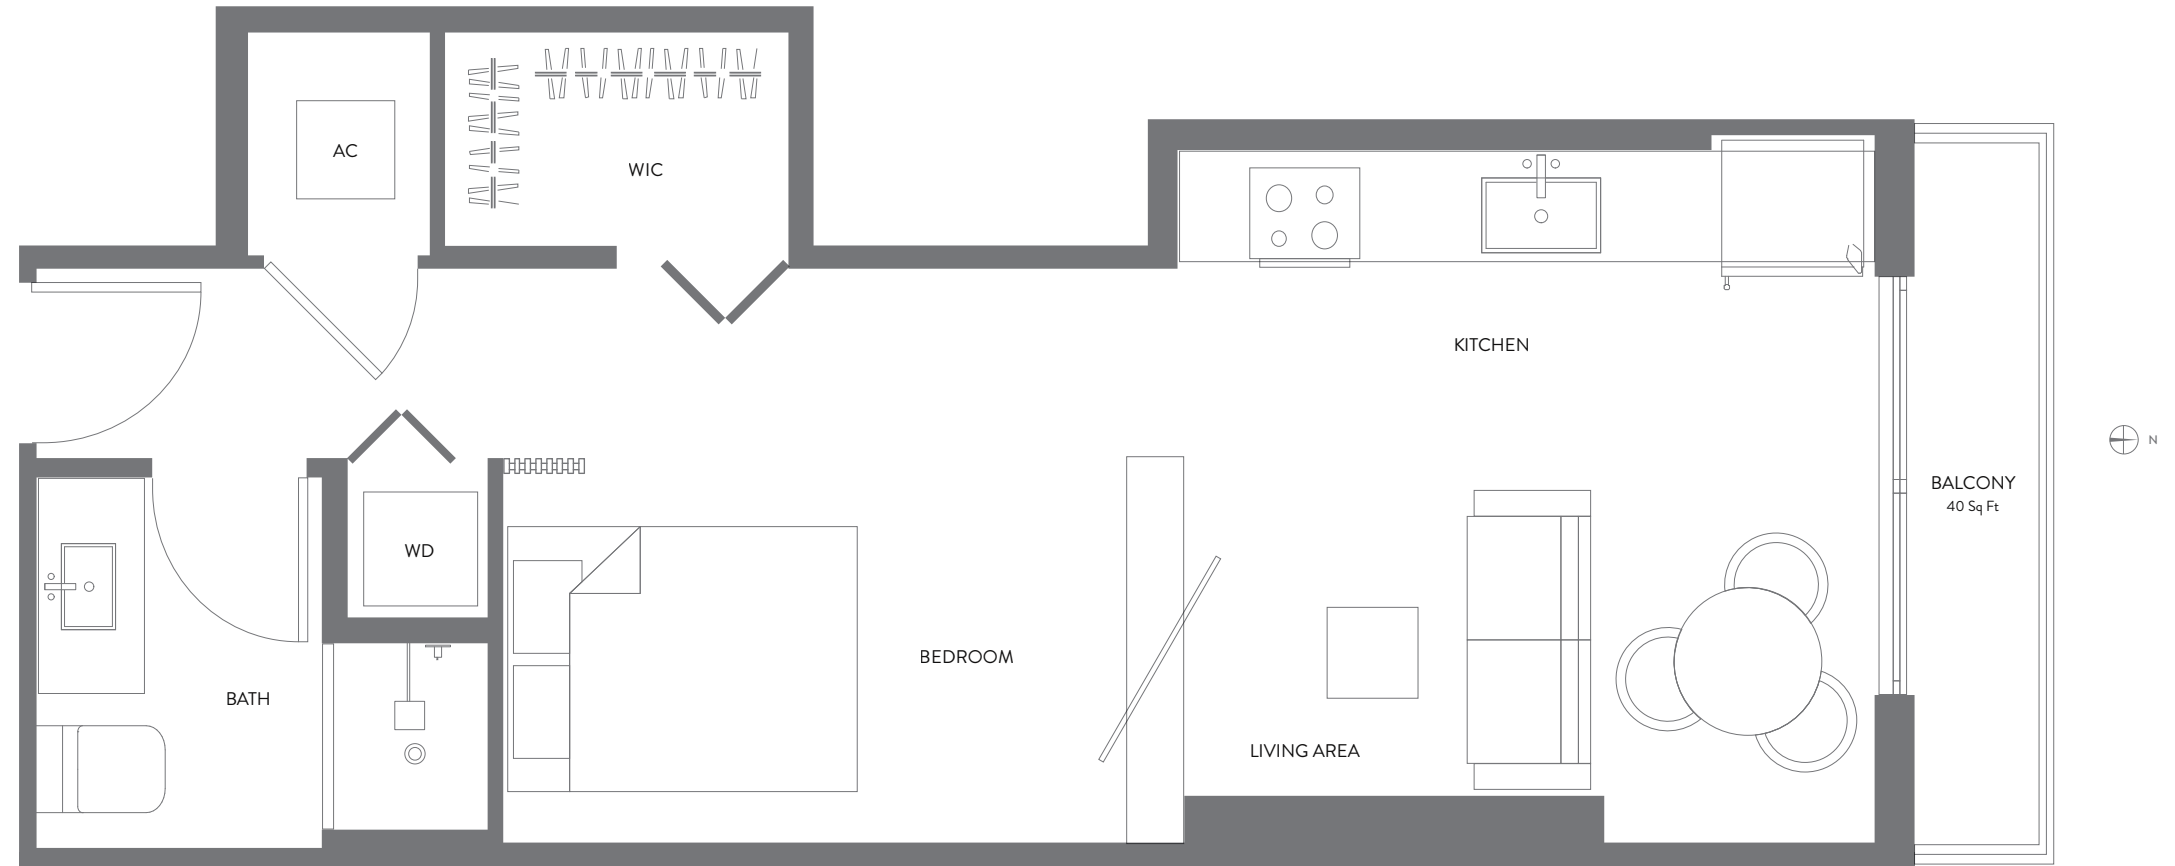 AC
WIC
KITCHEN
N
BALCONY
40 Sq Ft
WD
BEDROOM
BATH
LIVING AREA